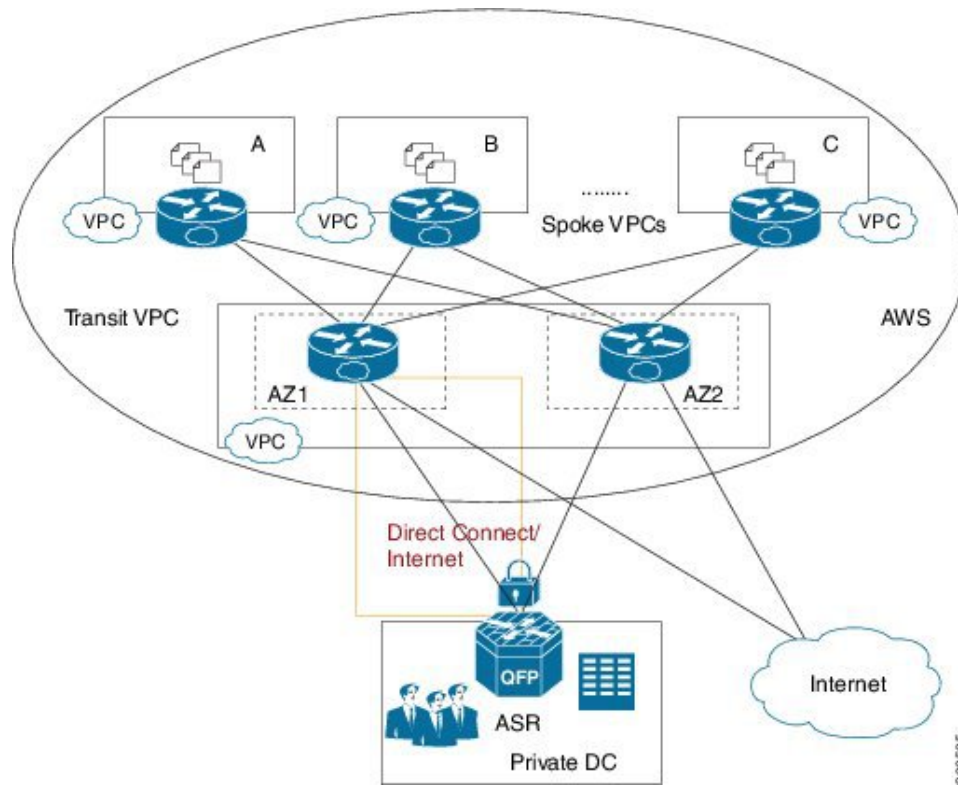 A
B
C
VPC
VPC
........
Spoke VPCs
VPC
Transit VPC
AWS
AZ1
AZ2
VPC
Direct Connect/
Internet
QFP
ASR
Private DC
Internet